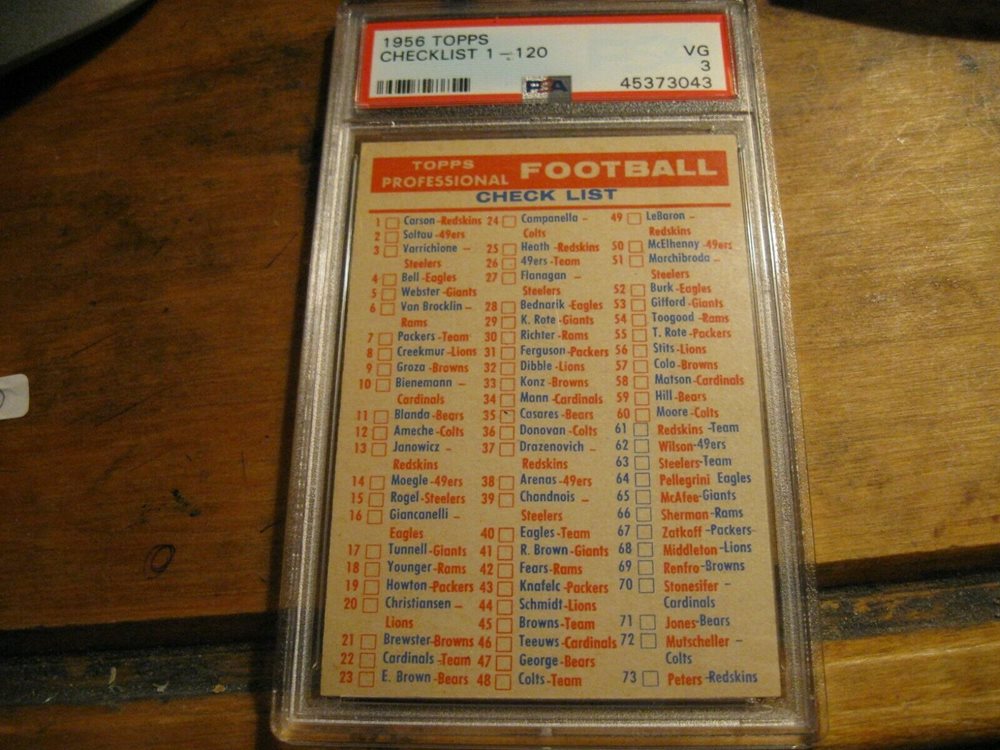 1956 TOPPS
CHECKLIST 1 - 120
VG
3
PSA
45373043
TOPPS
PROFESSIONAL FOOTBALL
CHECK LIST
1 Carson-Redskins
2 Soltau-49ers
3 Varrichione -
Steelers
4 Bell-Eagles
5 Webster-Giants
6 Van Brocklin -
Rams
7 Packers-Team
8 Creekmur-Lions
9 Groza-Browns
10 Bienemann -
Cardinals
11 Blanda-Bears
12 Ameche-Colts
13 Janowicz -
Redskins
14 Moegle-49ers
15 Rogel-Steelers
16 Giancanelli -
Eagles
17 Tunnell-Giants
18 Younger-Rams
19 Howton-Packers
20 Christiansen -
Lions
21 Brewster-Browns
22 Cardinals-Team
23 E. Brown-Bears
24 Campanella -
Colts
25 Heath-Redskins
26 49ers-Team
27 Flanagan -
Steelers
28 Bednarik-Eagles
29 K. Rote-Giants
30 Richter-Rams
31 Ferguson-Packers
32 Dibble-Lions
33 Konz-Browns
34 Mann-Cardinals
35 Casares-Bears
36 Donovan-Colts
37 Drazenovich -
Redskins
38 Arenas-49ers
39 Chandnois -
Steelers
40 Eagles-Team
41 R. Brown-Giants
42 Fears-Rams
43 Knafelc-Packers
44 Schmidt-Lions
45 Browns-Team
46 Teeuws-Cardinals
47 George-Bears
48 Colts-Team
49 LeBaron -
Redskins
50 McElhenny-49ers
51 Marchibroda -
Steelers
52 Burk-Eagles
53 Gifford-Giants
54 Toogood-Rams
55 T. Rote-Packers
56 Stits-Lions
57 Colo-Browns
58 Matson-Cardinals
59 Hill-Bears
60 Moore-Colts
61 Redskins-Team
62 Wilson-49ers
63 Steelers-Team
64 Pellegrini Eagles
65 McAfee-Giants
66 Sherman-Rams
67 Zatkoff-Packers
68 Middleton-Lions
69 Renfro-Browns
70 Stonesifer -
Cardinals
71 Jones-Bears
72 Mutscheller -
Colts
73 Peters-Redskins